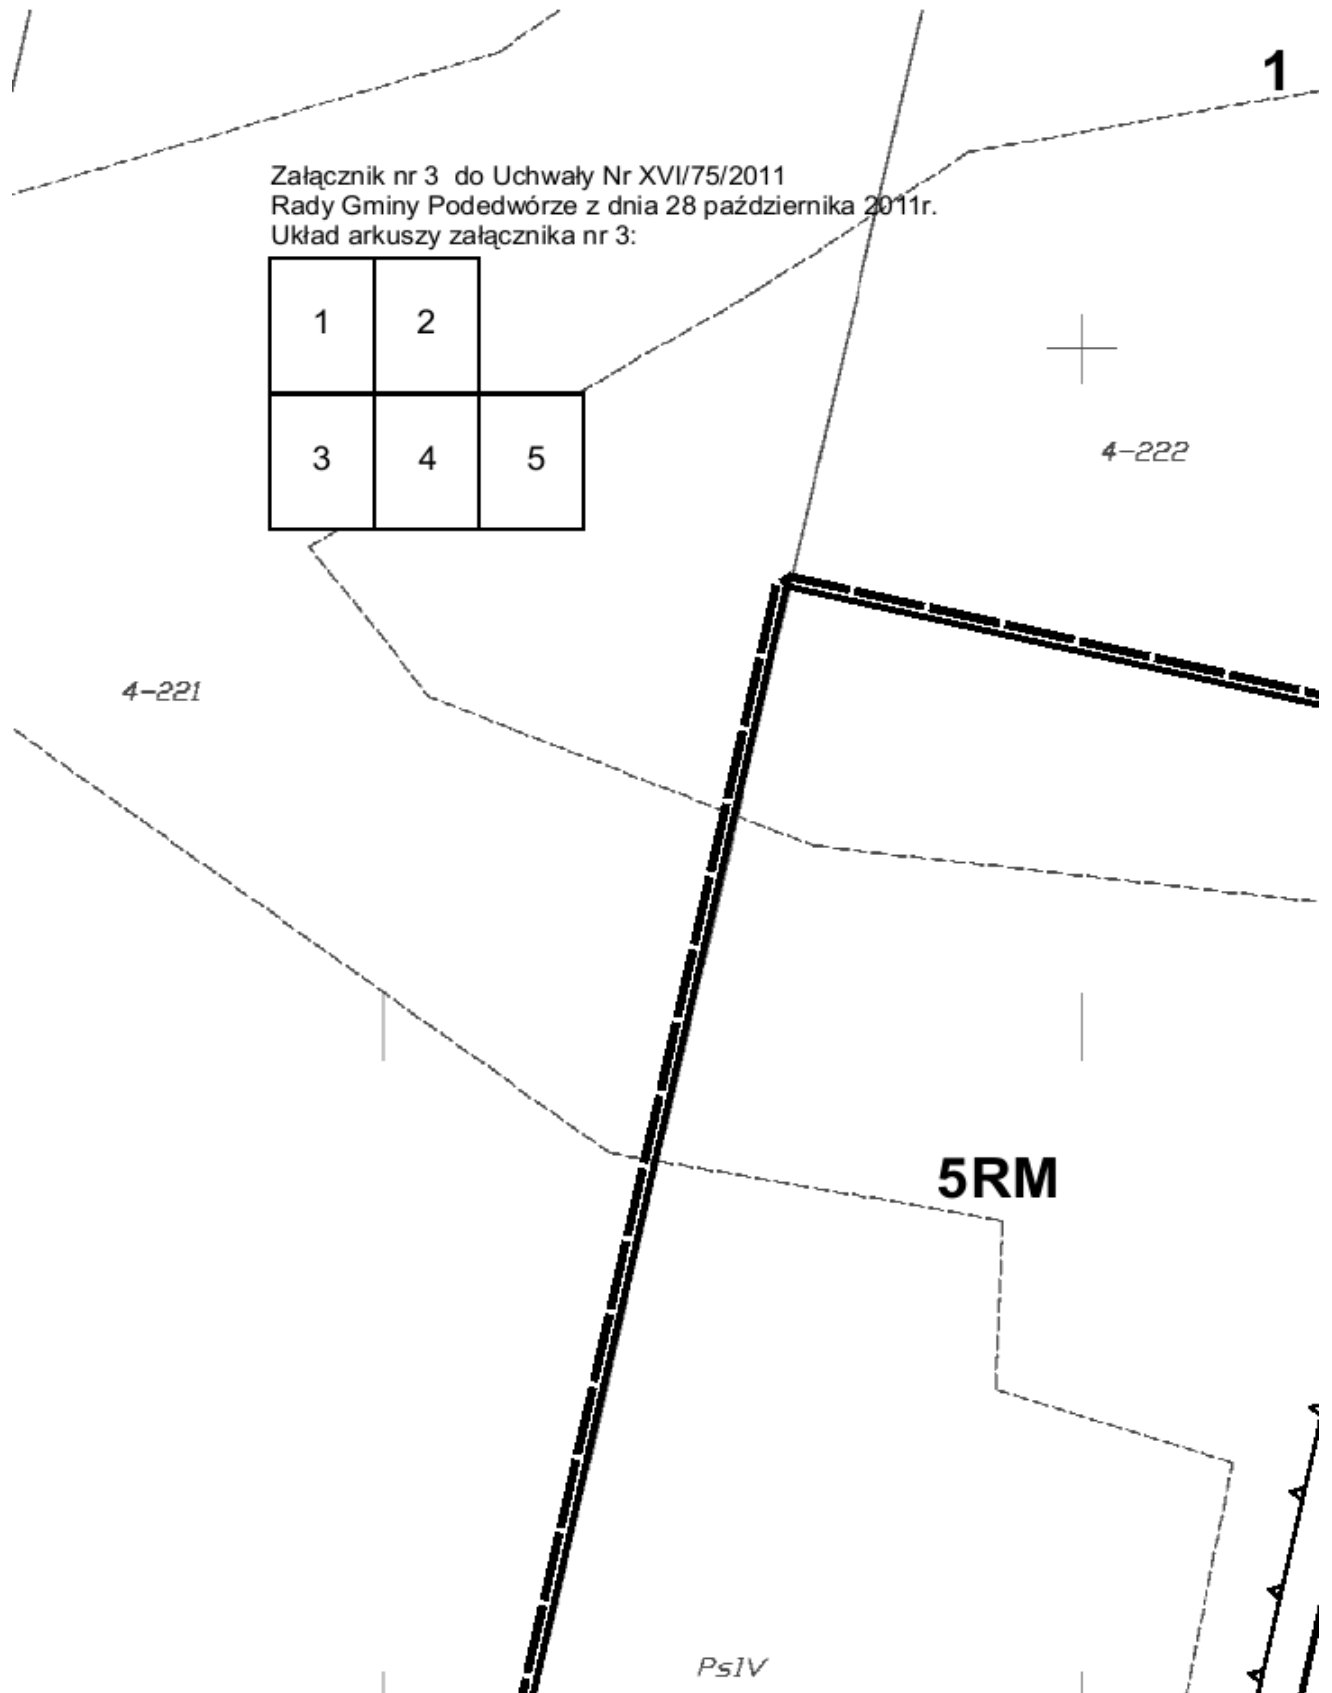 1
Załącznik nr 3 do Uchwały Nr XVI/75/2011
Rady Gminy Podedwórze z dnia 28 października 2011r.
Układ arkuszy załącznika nr 3:
1 2
3 4 5
4-222
4-221
5RM
PsIV